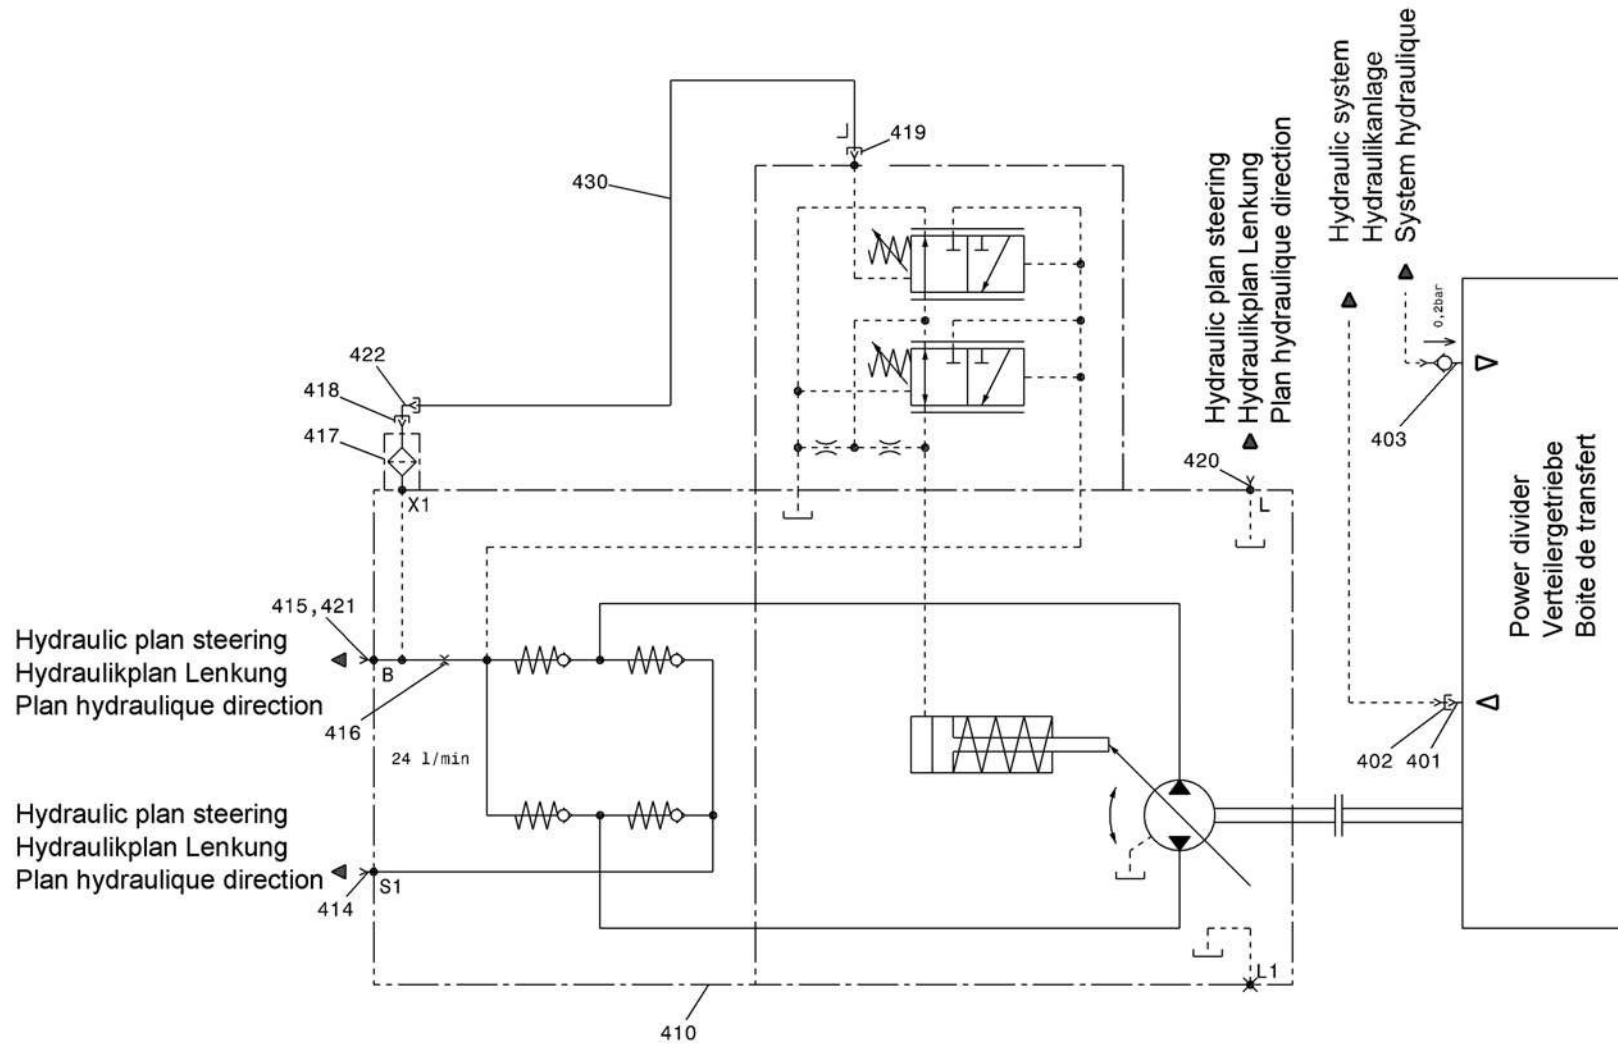 Hydraulic system
Hydraulikanlage
System hydraulique
Hydraulic plan steering
Hydraulikplan Lenkung
Plan hydraulique direction
419
L
430
0,2bar
422
418
417
403
420
X1
L
Power divider
Verteilergetriebe
Boite de transfert
415,421
Hydraulic plan steering
Hydraulikplan Lenkung
Plan hydraulique direction
B
416
24 l/min
402 401
Hydraulic plan steering
Hydraulikplan Lenkung
Plan hydraulique direction
S1
414
L1
410